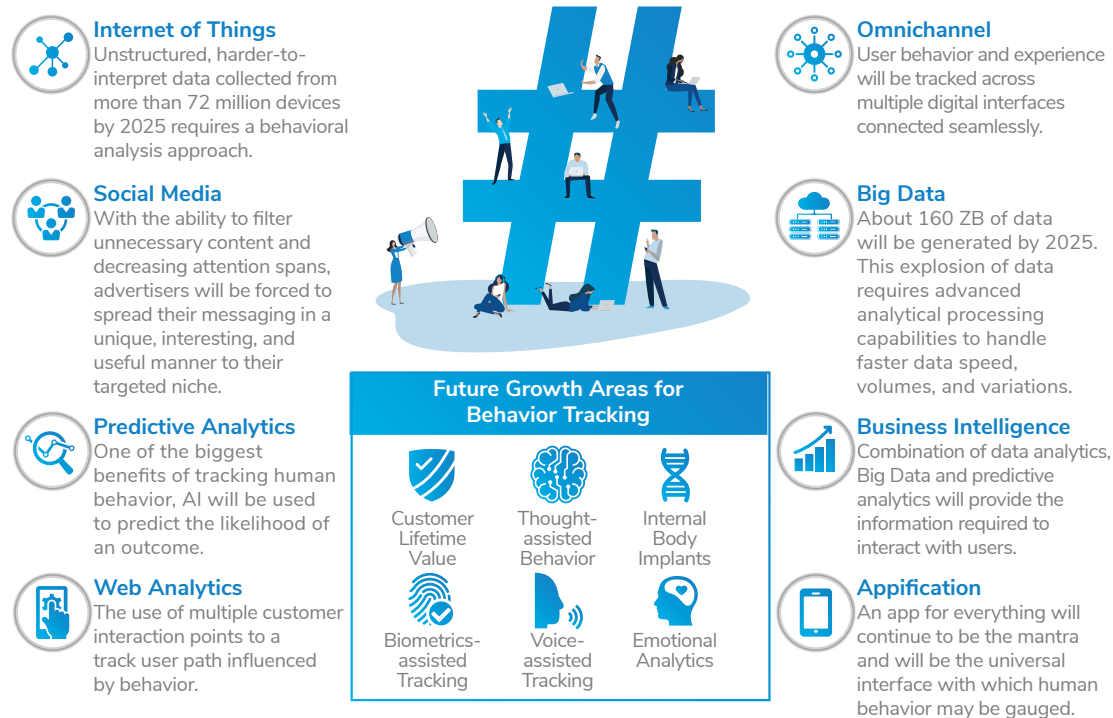 Internet of Things
Unstructured, harder-to-
interpret data collected from
more than 72 million devices
by 2025 requires a behavioral
analysis approach.
Social Media
With the ability to filter
unnecessary content and
decreasing attention spans,
advertisers will be forced to
spread their messaging in a
unique, interesting, and
useful manner to their
targeted niche.
Predictive Analytics
One of the biggest
benefits of tracking human
behavior, AI will be used
to predict the likelihood of
an outcome.
Web Analytics
The use of multiple customer
interaction points to a
track user path influenced
by behavior.
#
Future Growth Areas for
Behavior Tracking
Customer
Lifetime
Value
Thought-
assisted
Behavior
Internal
Body
Implants
Biometrics-
assisted
Tracking
Voice-
assisted
Tracking
Emotional
Analytics
Omnichannel
User behavior and experience
will be tracked across
multiple digital interfaces
connected seamlessly.
Big Data
About 160 ZB of data
will be generated by 2025.
This explosion of data
requires advanced
analytical processing
capabilities to handle
faster data speed,
volumes, and variations.
Business Intelligence
Combination of data analytics,
Big Data and predictive
analytics will provide the
information required to
interact with users.
Appification
An app for everything will
continue to be the mantra
and will be the universal
interface with which human
behavior may be gauged.